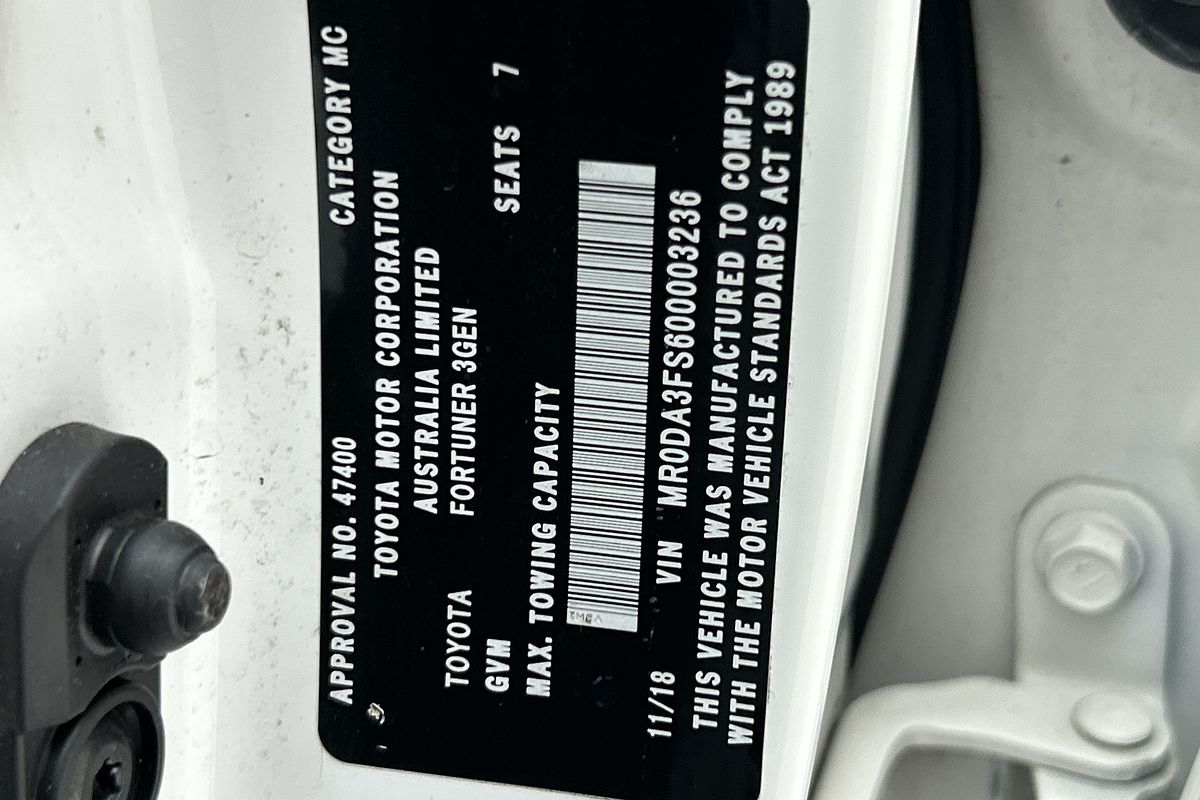 APPROVAL NO. 47400 CATEGORY MC
TOYOTA MOTOR CORPORATION
AUSTRALIA LIMITED
TOYOTA FORTUNER 3GEN
GVM SEATS 7
MAX. TOWING CAPACITY
11/18 VIN MR0DA3FS600003236
THIS VEHICLE WAS MANUFACTURED TO COMPLY
WITH THE MOTOR VEHICLE STANDARDS ACT 1989